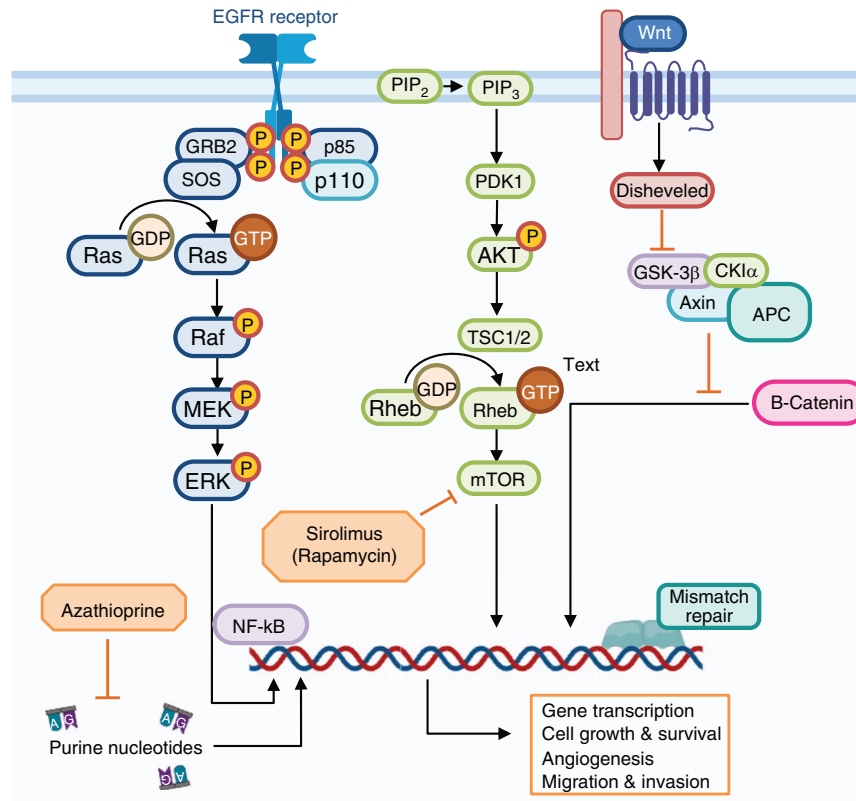 EGFR receptor
Wnt
PIP2
PIP3
GRB2
P
P
p85
SOS
P
P
p110
PDK1
Disheveled
Ras
GDP
Ras
GTP
AKT
P
GSK-3β
CKIα
Axin
APC
Raf
P
TSC1/2
Text
Rheb
GDP
Rheb
GTP
MEK
P
B-Catenin
ERK
P
mTOR
Sirolimus
(Rapamycin)
Azathioprine
NF-kB
Mismatch
repair
A G
A G
A G
Purine nucleotides
Gene transcription
Cell growth & survival
Angiogenesis
Migration & invasion